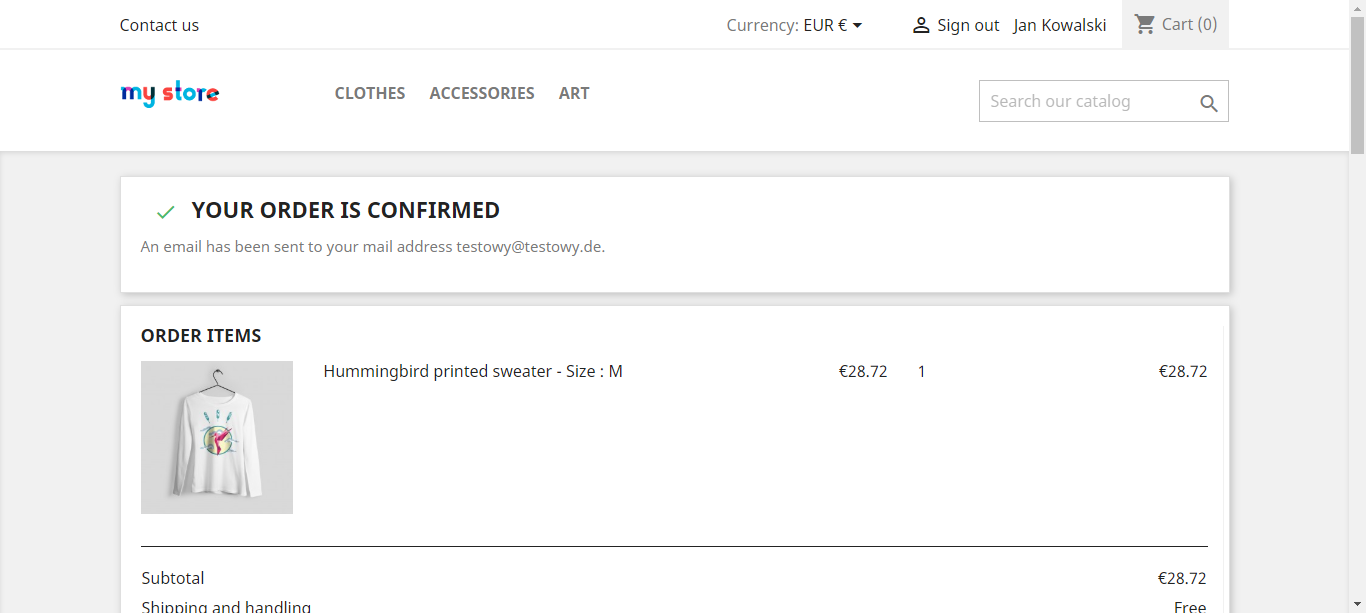 Contact us
Currency: EUR €
Sign out
Jan Kowalski
Cart (0)
my store
CLOTHES
ACCESSORIES
ART
Search our catalog
YOUR ORDER IS CONFIRMED
An email has been sent to your mail address testowy@testowy.de.
ORDER ITEMS
Hummingbird printed sweater - Size : M €28.72 1 €28.72
Subtotal €28.72
Shipping and handling Free